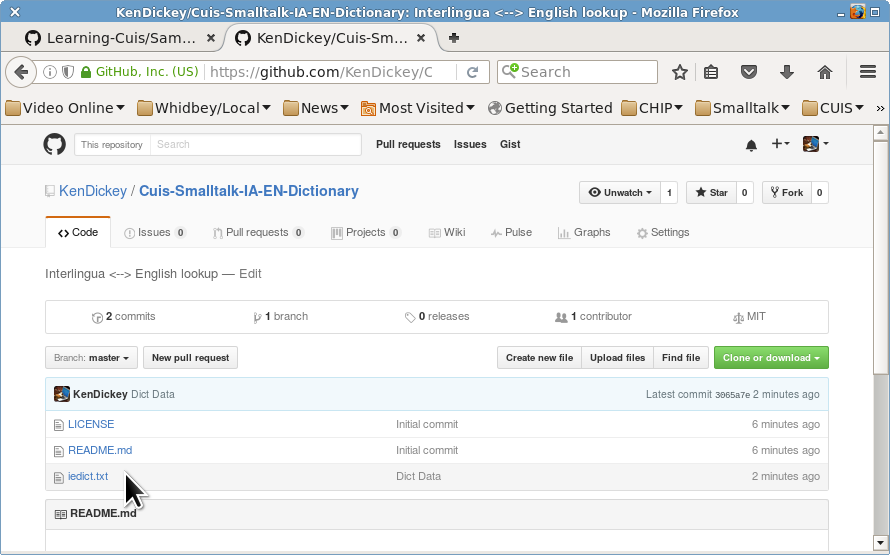 KenDickey/Cuis-Smalltalk-IA-EN-Dictionary: Interlingua <--> English lookup - Mozilla Firefox
Learning-Cuis/Sam… KenDickey/Cuis-Sm…
GitHub, Inc. (US) https://github.com/KenDickey/C Search
Video Online Whidbey/Local News Most Visited Getting Started CHIP Smalltalk CUIS »
This repository Search Pull requests Issues Gist
KenDickey / Cuis-Smalltalk-IA-EN-Dictionary Unwatch 1 Star 0 Fork 0
Code Issues 0 Pull requests 0 Projects 0 Wiki Pulse Graphs Settings
Interlingua <--> English lookup — Edit
2 commits 1 branch 0 releases 1 contributor MIT
Branch: master New pull request Create new file Upload files Find file Clone or download
KenDickey Dict Data Latest commit 3065a7e 2 minutes ago
LICENSE Initial commit 6 minutes ago
README.md Initial commit 6 minutes ago
iedict.txt Dict Data 2 minutes ago
README.md